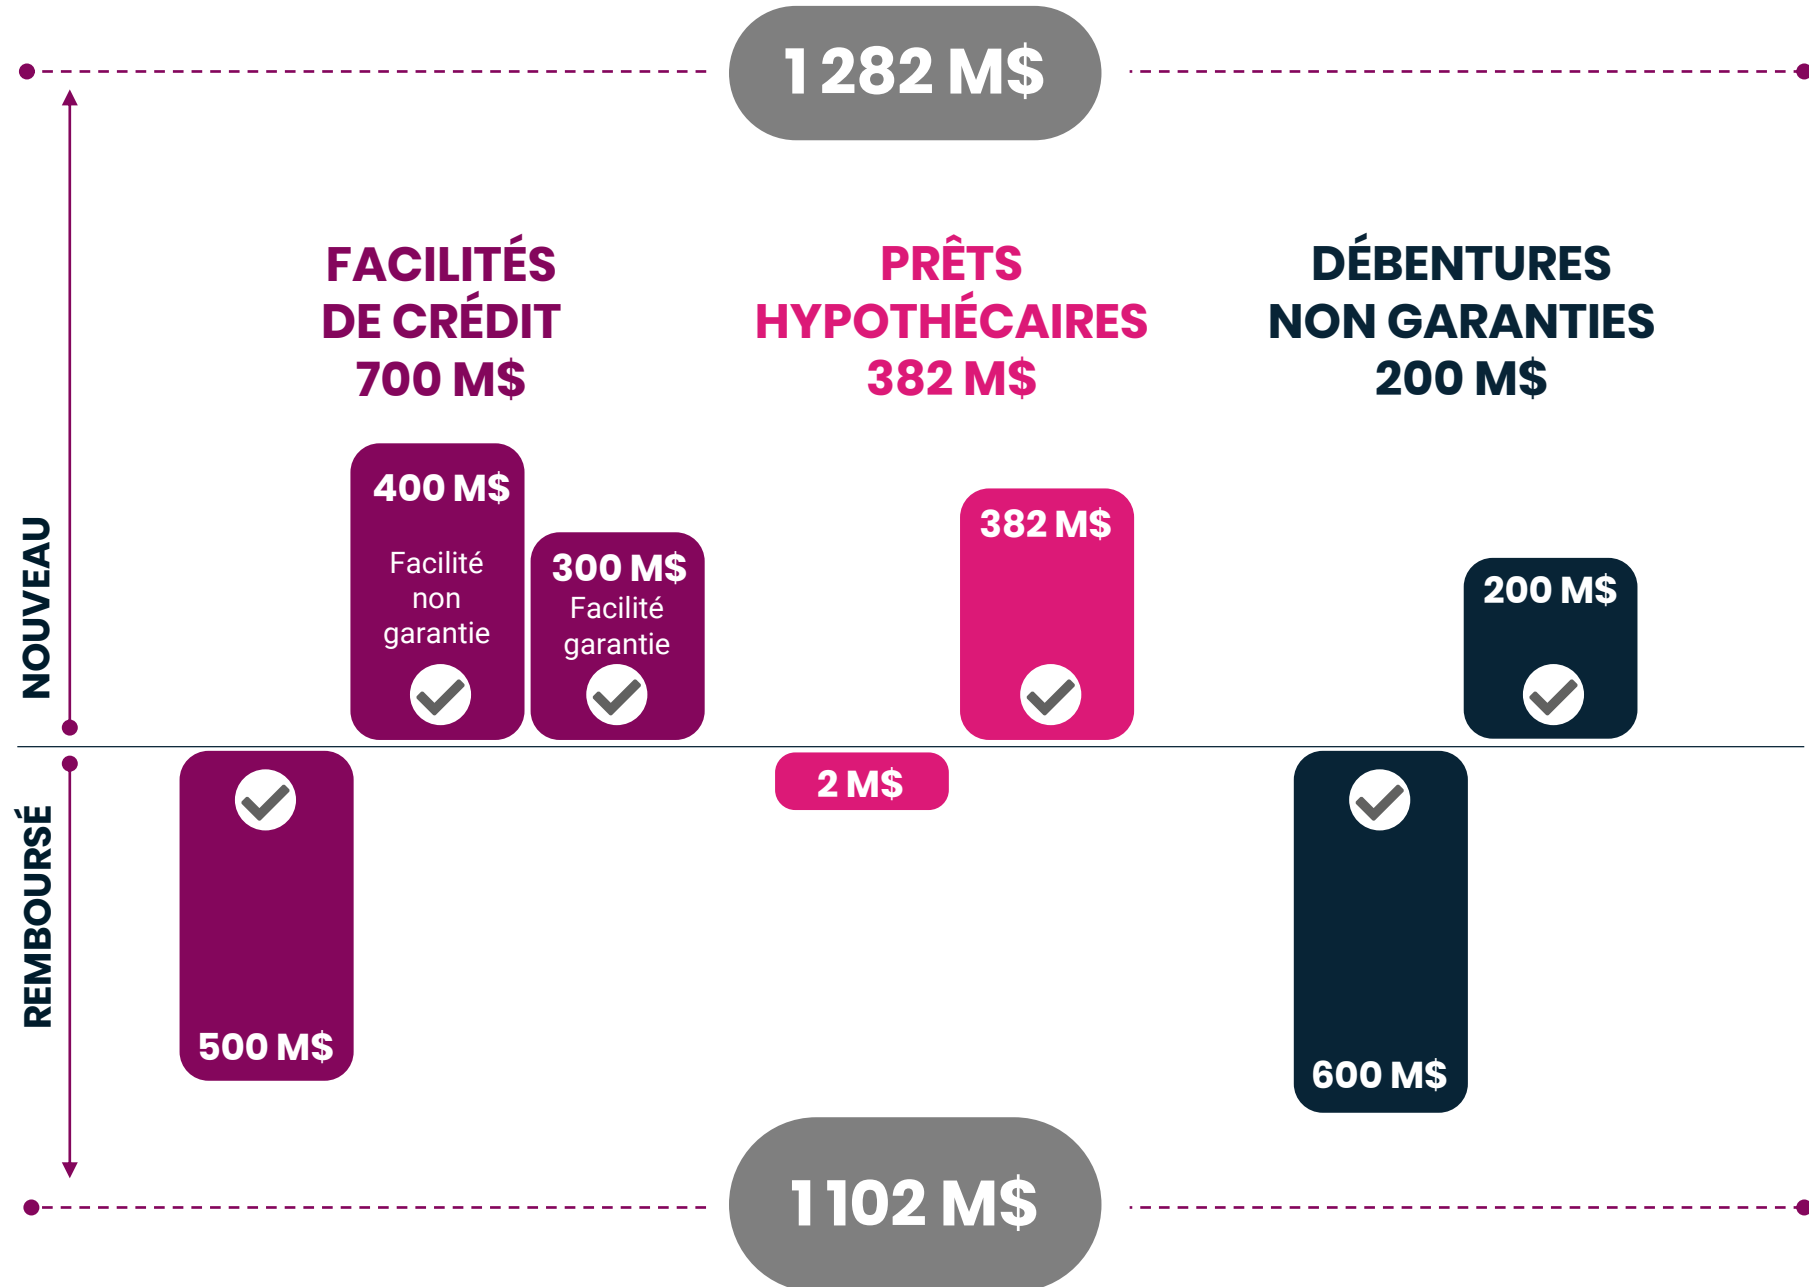 1 282 M$
FACILITÉS
DE CRÉDIT
700 M$
PRÊTS
HYPOTHÉCAIRES
382 M$
DÉBENTURES
NON GARANTIES
200 M$
NOUVEAU
400 M$
Facilité
non
garantie
300 M$
Facilité
garantie
382 M$
200 M$
REMBOURSÉ
500 M$
2 M$
600 M$
1 102 M$